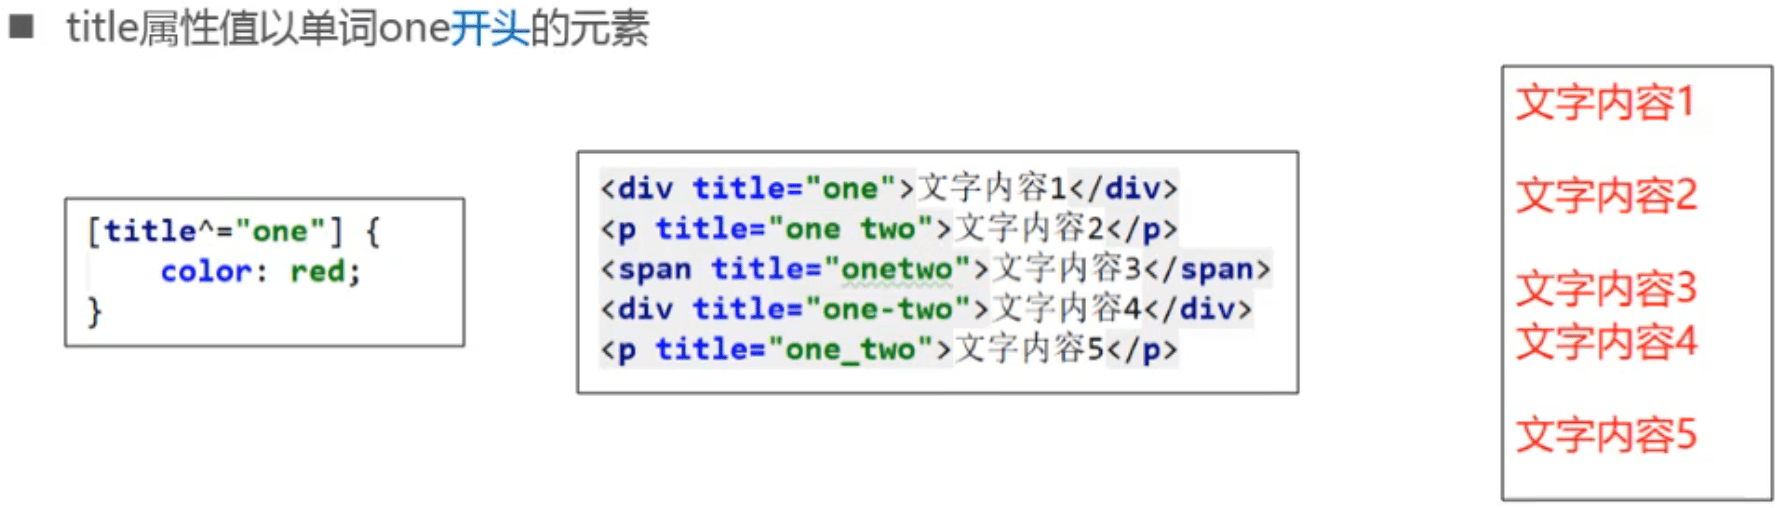 ■ title属性值以单词one开头的元素
[title^="one"] {
    color: red;
}
<div title="one">文字内容1</div>
<p title="one two">文字内容2</p>
<span title="onetwo">文字内容3</span>
<div title="one-two">文字内容4</div>
<p title="one_two">文字内容5</p>
文字内容1
文字内容2
文字内容3
文字内容4
文字内容5